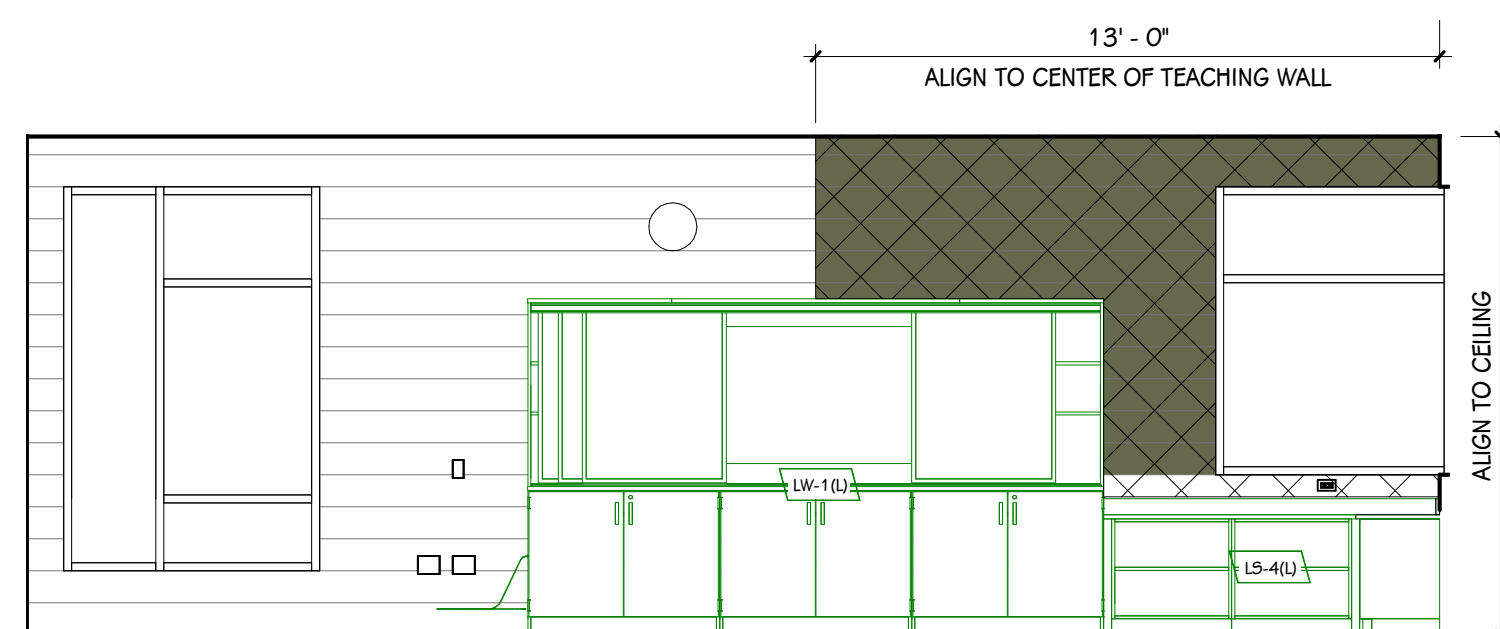 13' - 0"
ALIGN TO CENTER OF TEACHING WALL
ALIGN TO CEILING
LW-1(L)
LS-4(L)